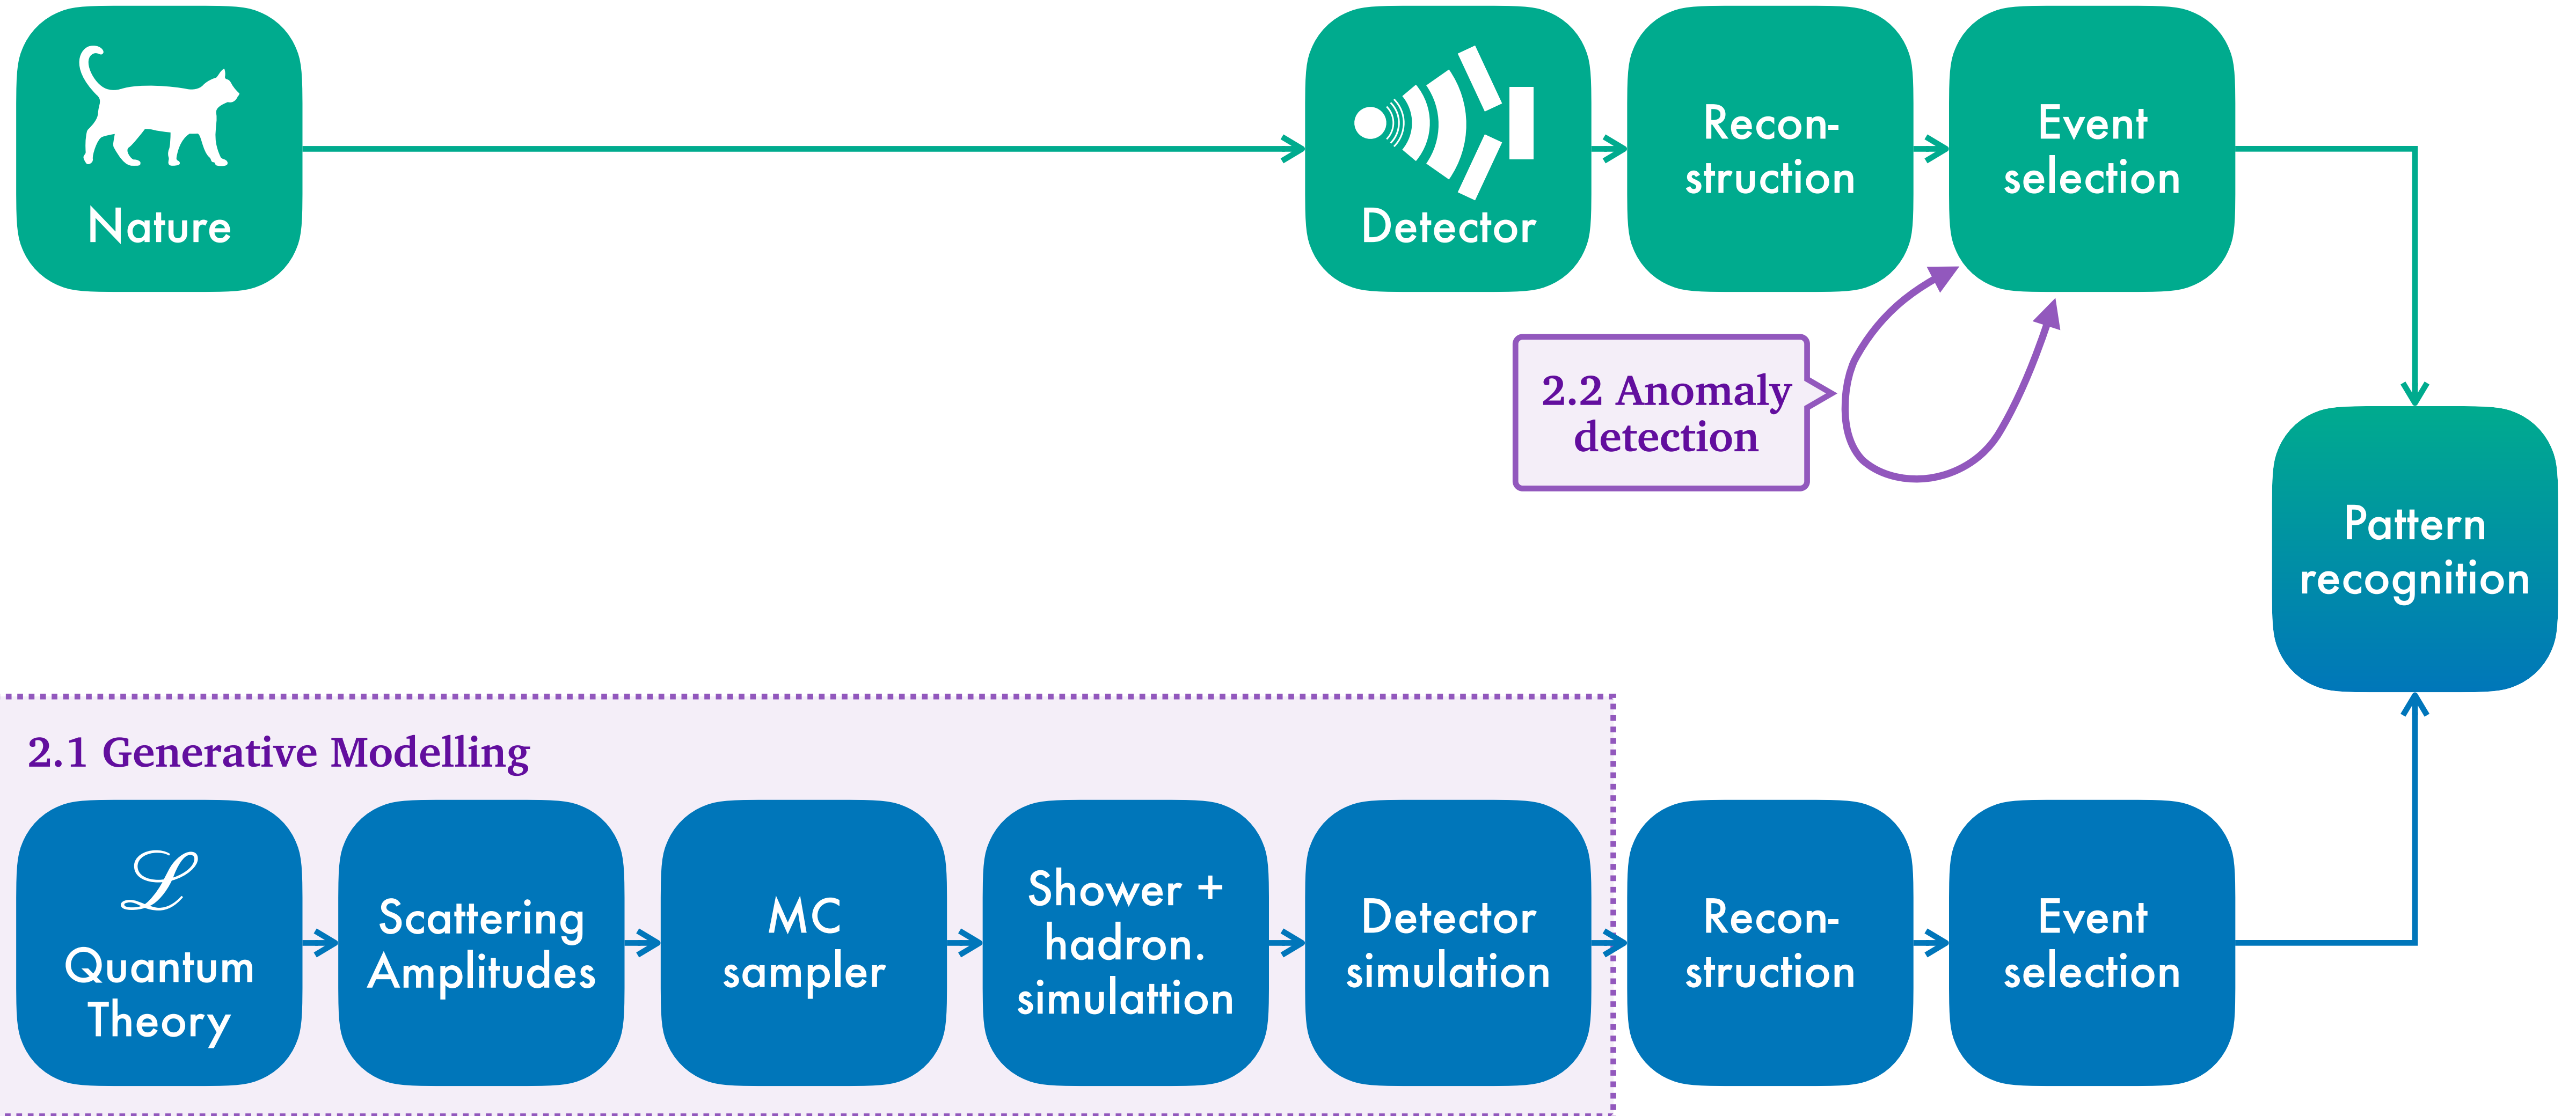 Nature
Detector
Recon-
struction
Event
selection
2.2 Anomaly
detection
Pattern
recognition
2.1 Generative Modelling
ℒ
Quantum
Theory
Scattering
Amplitudes
MC
sampler
Shower +
hadron.
simulattion
Detector
simulation
Recon-
struction
Event
selection